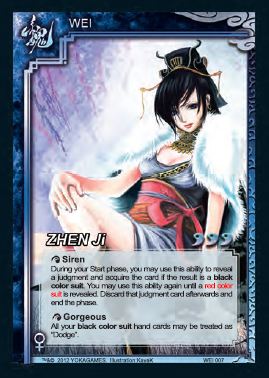 魏
WEI
ZHEN Ji
999
Siren
During your Start phase, you may use this ability to reveal
a judgment and acquire the card if the result is a black
color suit. You may use this ability again until a red color
suit is revealed. Discard that judgment card afterwards and
end the phase.
Gorgeous
All your black color suit hand cards may be treated as
"Dodge".
2012 YOKAGAMES. Illustration KayaK
WEI 007